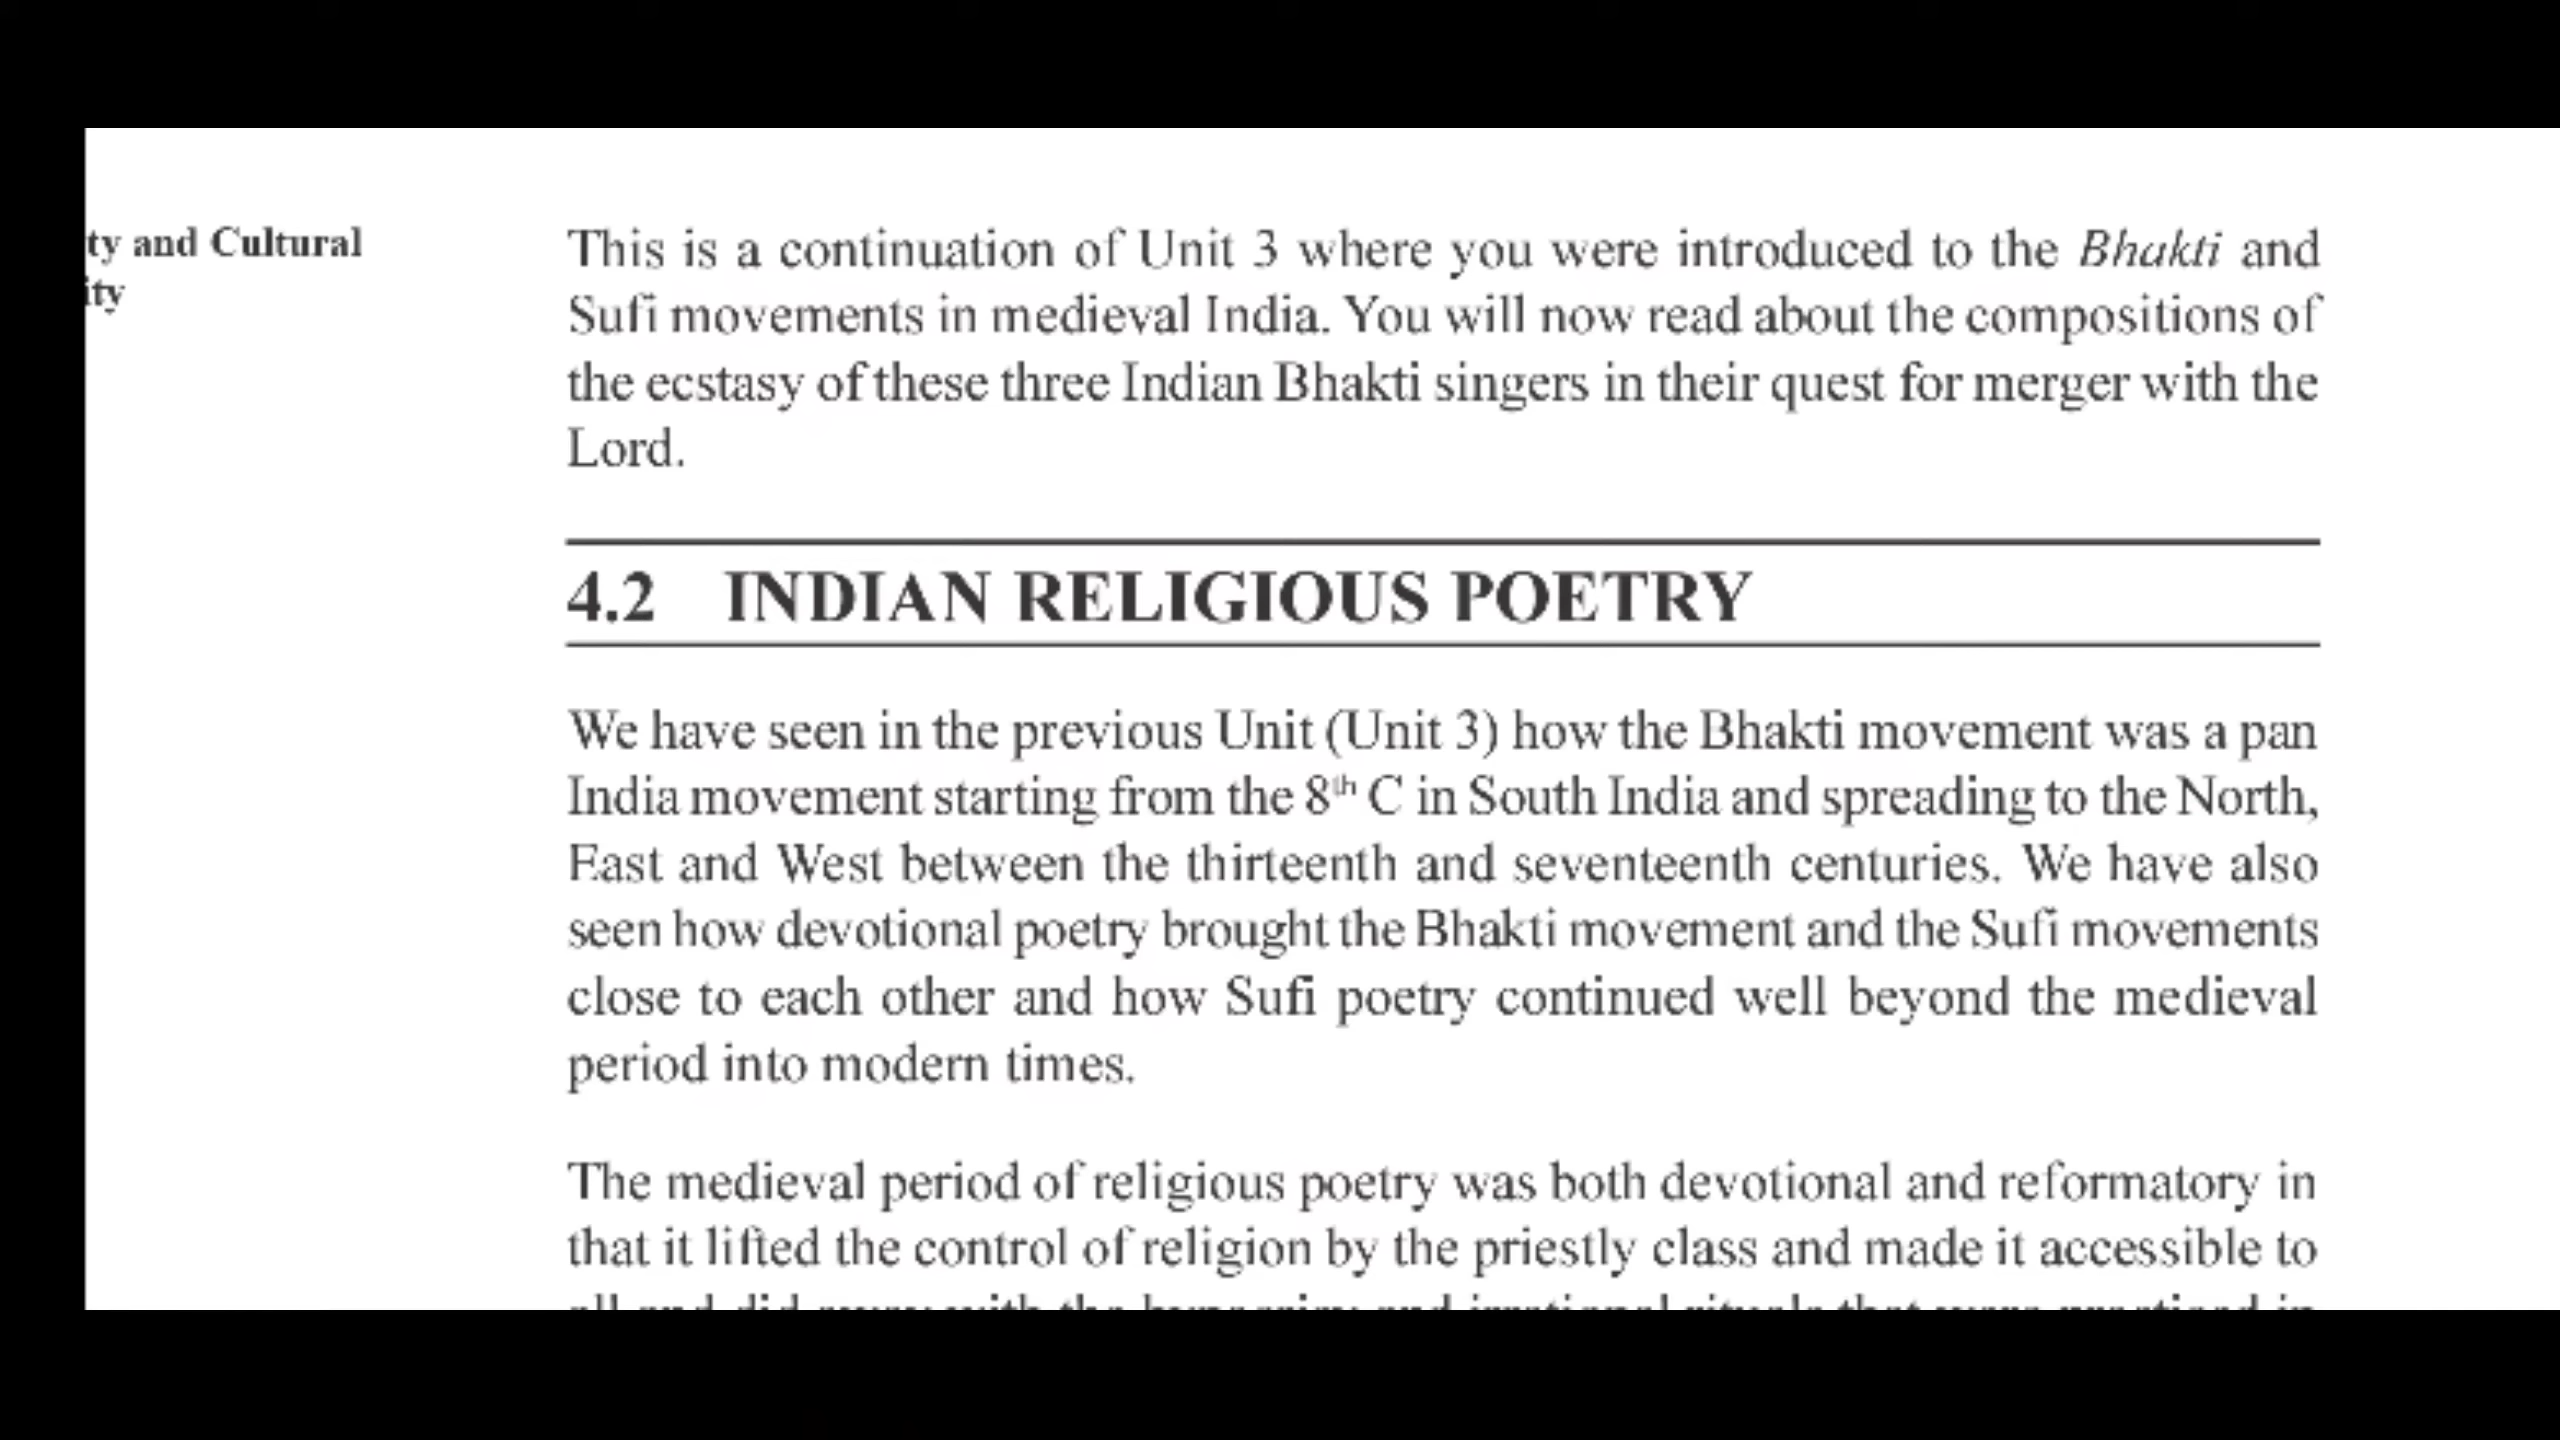 ty and Cultural
ity
This is a continuation of Unit 3 where you were introduced to the Bhakti and
Sufi movements in medieval India. You will now read about the compositions of
the ecstasy of these three Indian Bhakti singers in their quest for merger with the
Lord.
4.2 INDIAN RELIGIOUS POETRY
We have seen in the previous Unit (Unit 3) how the Bhakti movement was a pan
India movement starting from the 8th C in South India and spreading to the North,
East and West between the thirteenth and seventeenth centuries. We have also
seen how devotional poetry brought the Bhakti movement and the Sufi movements
close to each other and how Sufi poetry continued well beyond the medieval
period into modern times.
The medieval period of religious poetry was both devotional and reformatory in
that it lifted the control of religion by the priestly class and made it accessible to